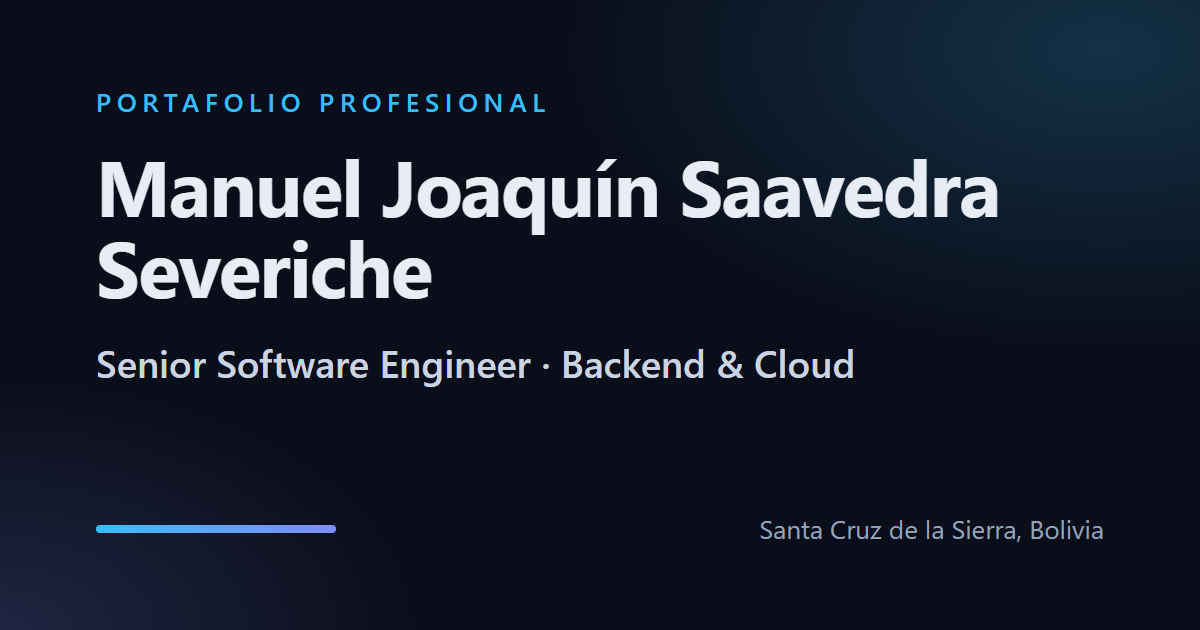 PORTAFOLIO PROFESIONAL
Manuel Joaquín Saavedra
Severiche
Senior Software Engineer · Backend & Cloud
Santa Cruz de la Sierra, Bolivia